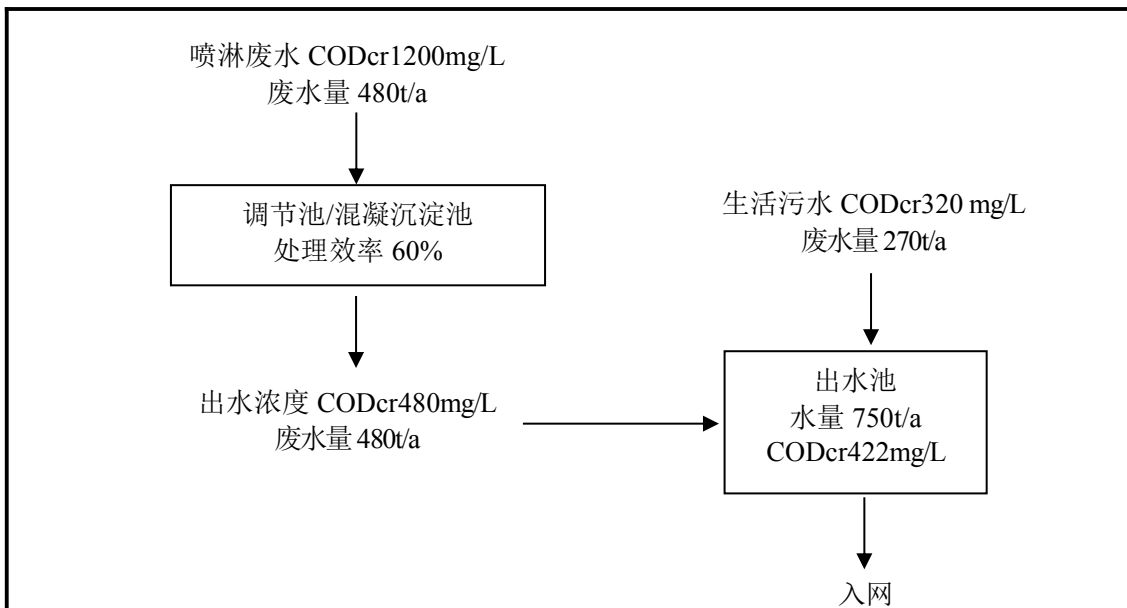 喷淋废水 CODcr1200mg/L
废水量 480t/a
调节池/混凝沉淀池
处理效率 60%
生活污水 CODcr320 mg/L
废水量 270t/a
出水浓度 CODcr480mg/L
废水量 480t/a
出水池
水量 750t/a
CODcr422mg/L
入网